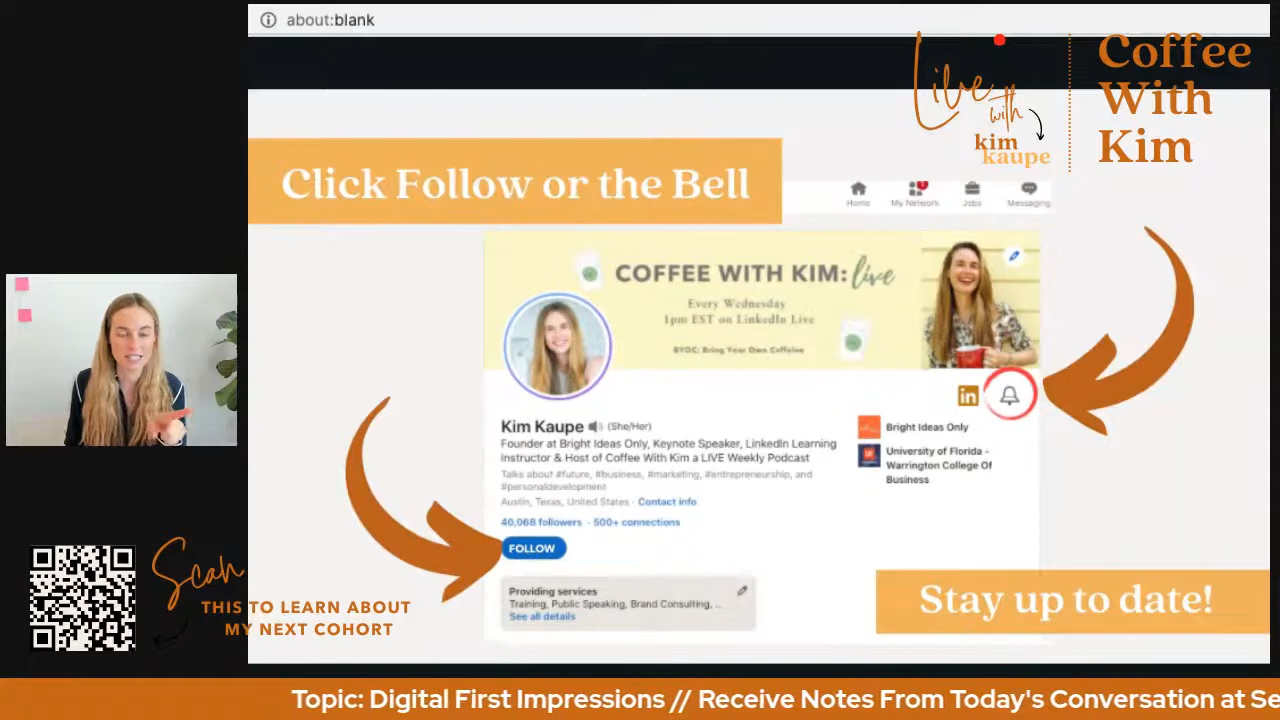 about:blank
Live
with
kim
kaupe
Coffee
With
Kim
Click Follow or the Bell
Home
My Network
Jobs
Messaging
COFFEE WITH KIM: live
Every Wednesday
1pm EST on LinkedIn Live
BYOC: Bring Your Own Caffeine
in
Kim Kaupe (She/Her)
Founder at Bright Ideas Only, Keynote Speaker, LinkedIn Learning
Instructor & Host of Coffee With Kim a LIVE Weekly Podcast
Talks about #future, #business, #marketing, #entrepreneurship, and
#personaldevelopment
Austin, Texas, United States · Contact info
40,068 followers · 500+ connections
FOLLOW
Bright Ideas Only
University of Florida -
Warrington College Of
Business
Providing services
Training, Public Speaking, Brand Consulting, ...
See all details
Stay up to date!
Scan
THIS TO LEARN ABOUT
MY NEXT COHORT
Topic: Digital First Impressions // Receive Notes From Today's Conversation at Se